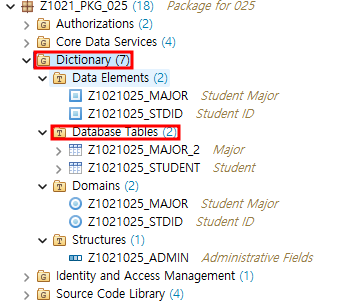 Z1021_PKG_025 (18) Package for 025
Authorizations (2)
Core Data Services (4)
Dictionary (7)
Data Elements (2)
Z1021025_MAJOR Student Major
Z1021025_STDID Student ID
Database Tables (2)
Z1021025_MAJOR_2 Major
Z1021025_STUDENT Student
Domains (2)
Z1021025_MAJOR Student Major
Z1021025_STDID Student ID
Structures (1)
Z1021025_ADMIN Administrative Fields
Identity and Access Management (1)
Source Code Library (4)